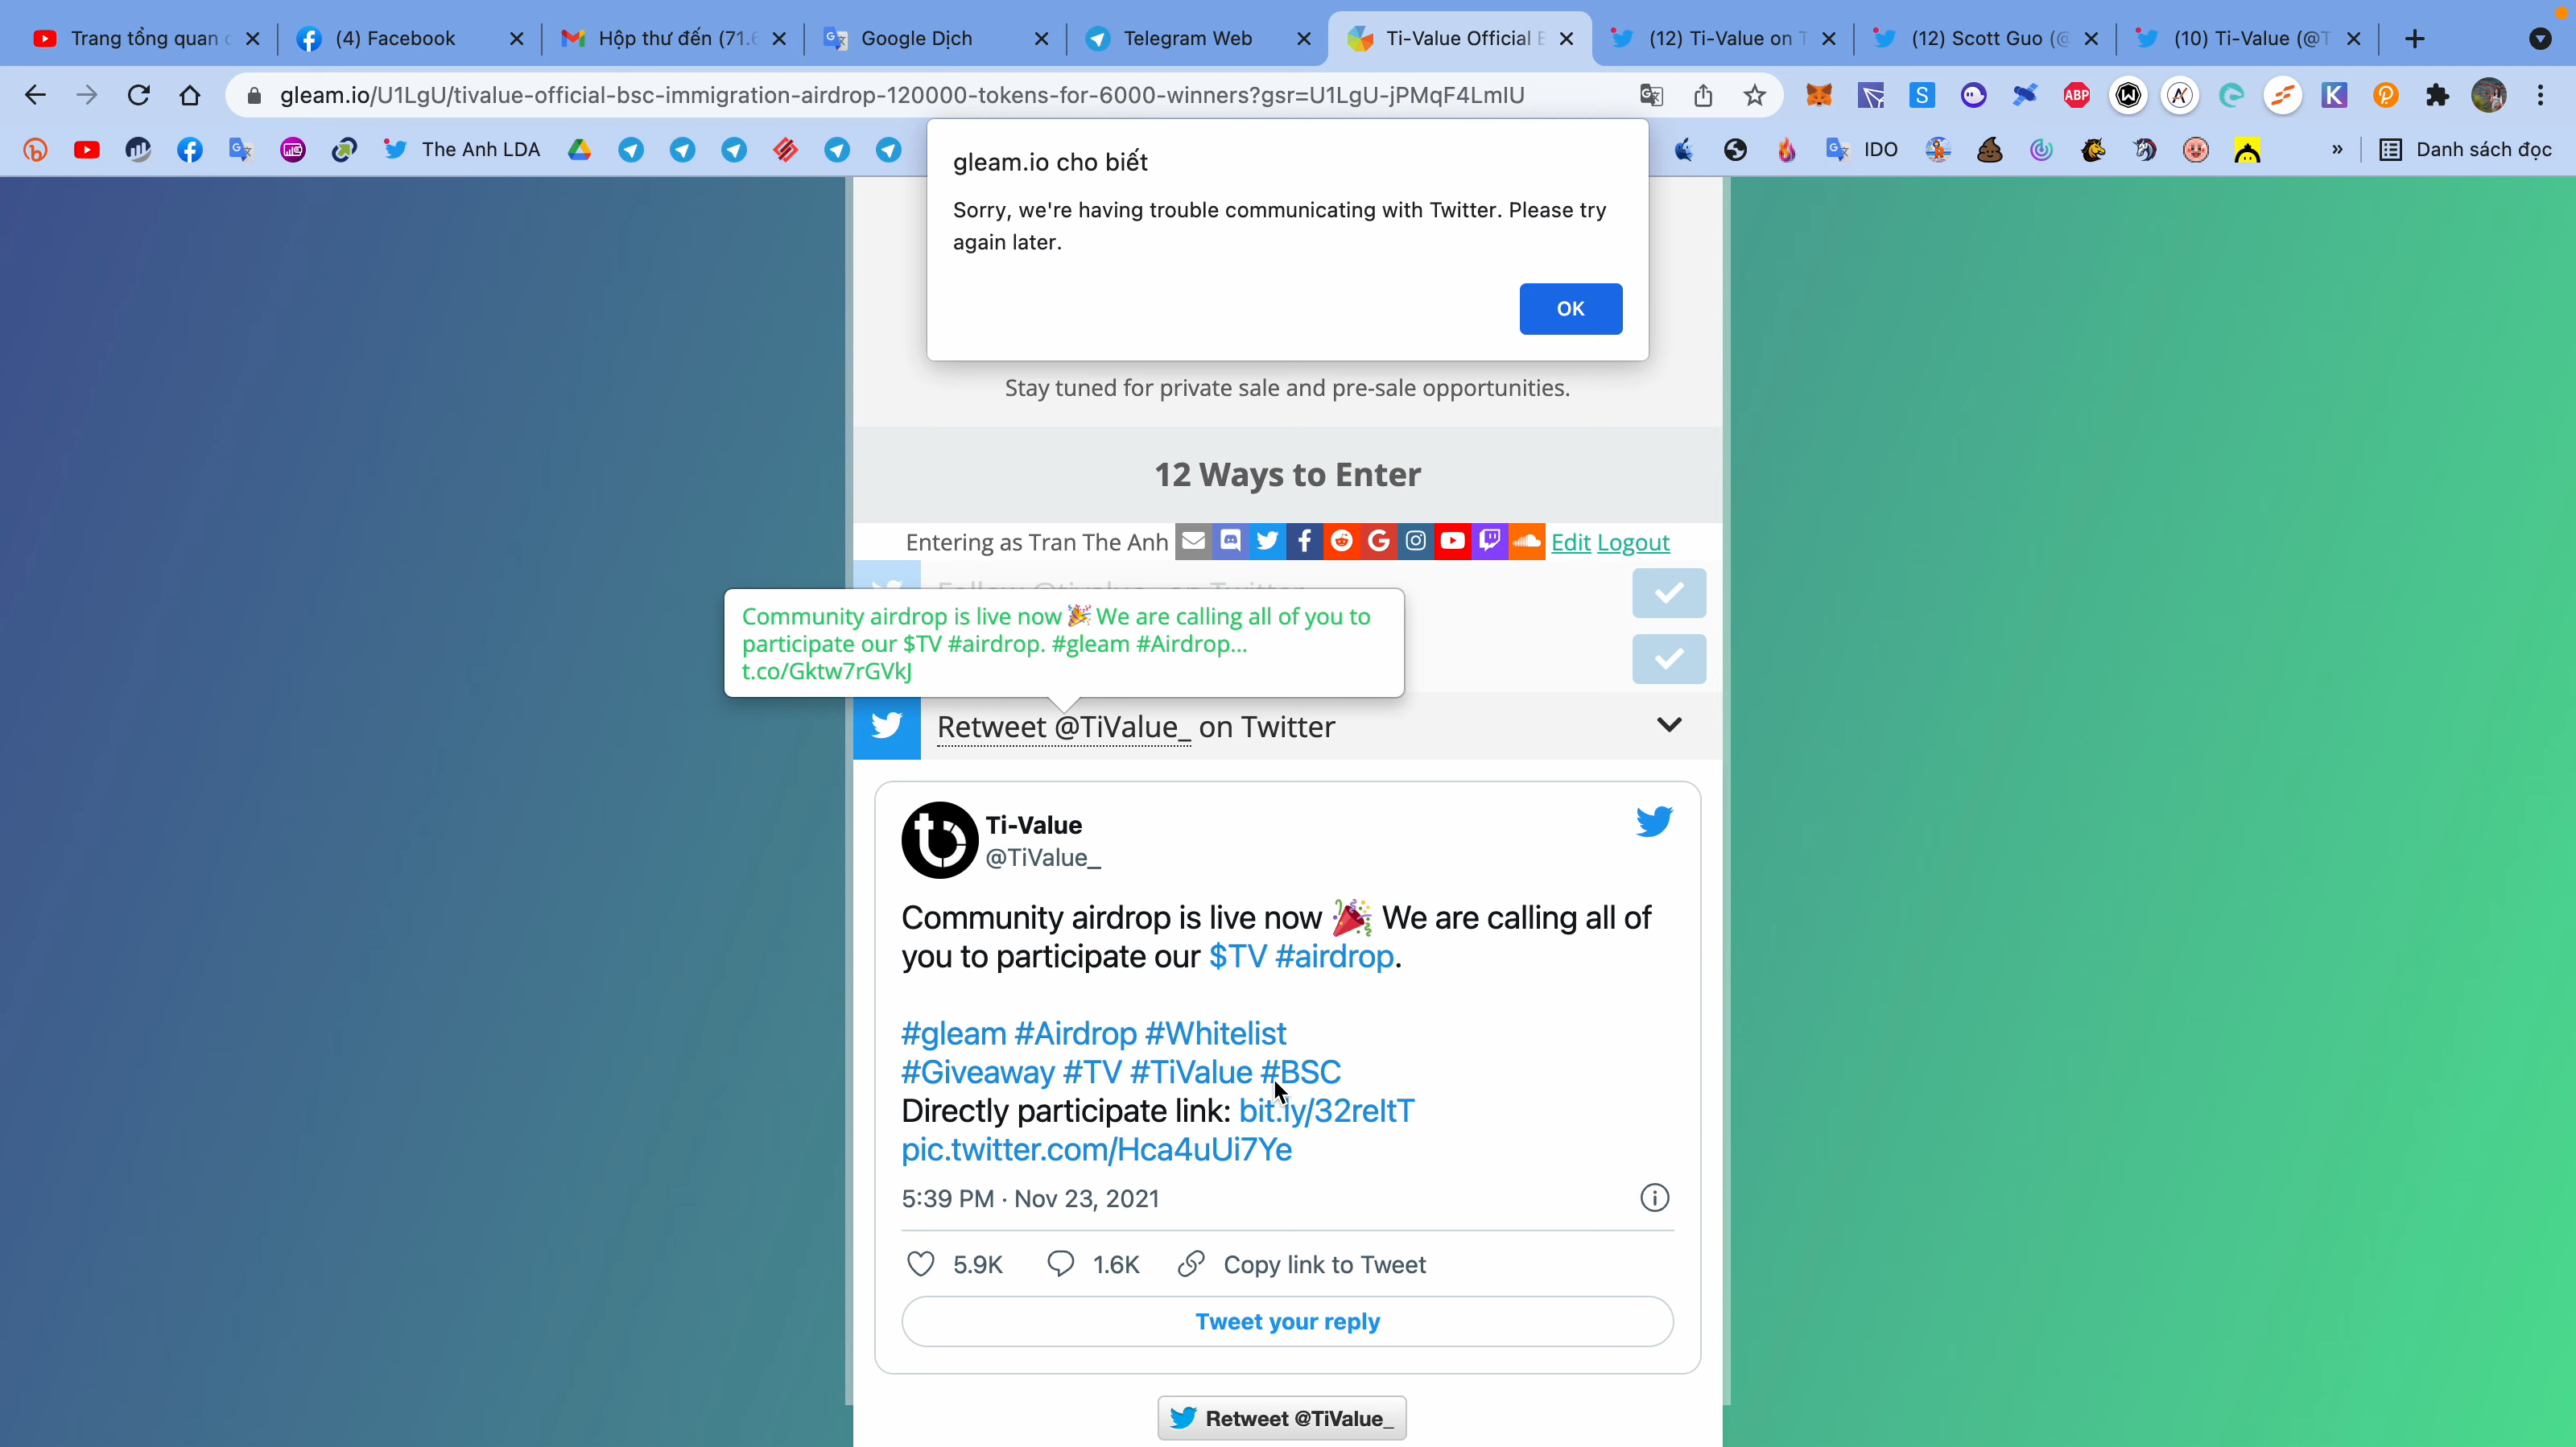 Trang tổng quan c
(4) Facebook
Hộp thư đến (71.6
Google Dịch
Telegram Web
Ti-Value Official B
(12) Ti-Value on T
(12) Scott Guo (@
(10) Ti-Value (@T
gleam.io/U1LgU/tivalue-official-bsc-immigration-airdrop-120000-tokens-for-6000-winners?gsr=U1LgU-jPMqF4LmIU
ABP
The Anh LDA
IDO
»
Danh sách đọc
gleam.io cho biết
Sorry, we're having trouble communicating with Twitter. Please try
again later.
OK
Stay tuned for private sale and pre-sale opportunities.
12 Ways to Enter
Entering as Tran The Anh
Edit Logout
Community airdrop is live now 🎉 We are calling all of you to
participate our $TV #airdrop. #gleam #Airdrop...
t.co/Gktw7rGVkJ
Retweet @TiValue_ on Twitter
Ti-Value
@TiValue_
Community airdrop is live now 🎉 We are calling all of
you to participate our $TV #airdrop.
#gleam #Airdrop #Whitelist
#Giveaway #TV #TiValue #BSC
Directly participate link: bit.ly/32reItT
pic.twitter.com/Hca4uUi7Ye
5:39 PM · Nov 23, 2021
5.9K
1.6K
Copy link to Tweet
Tweet your reply
Retweet @TiValue_